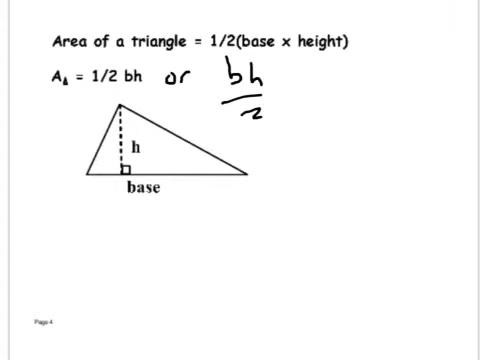 Area of a triangle = 1/2(base x height)
A▲ = 1/2 bh or bh
2
h
base
Page 4